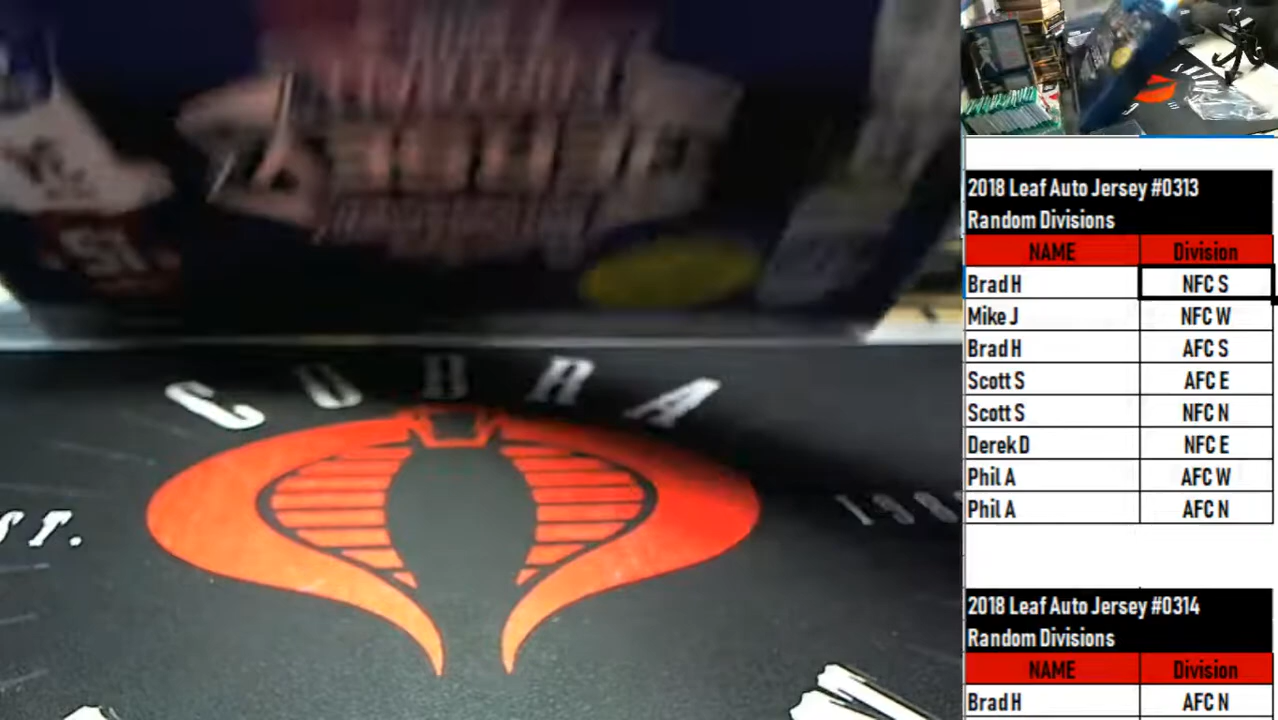 COBRA
ST.
2018 Leaf Auto Jersey #0313
Random Divisions
NAME Division
Brad H NFC S
Mike J NFC W
Brad H AFC S
Scott S AFC E
Scott S NFC N
Derek D NFC E
Phil A AFC W
Phil A AFC N
2018 Leaf Auto Jersey #0314
Random Divisions
NAME Division
Brad H AFC N